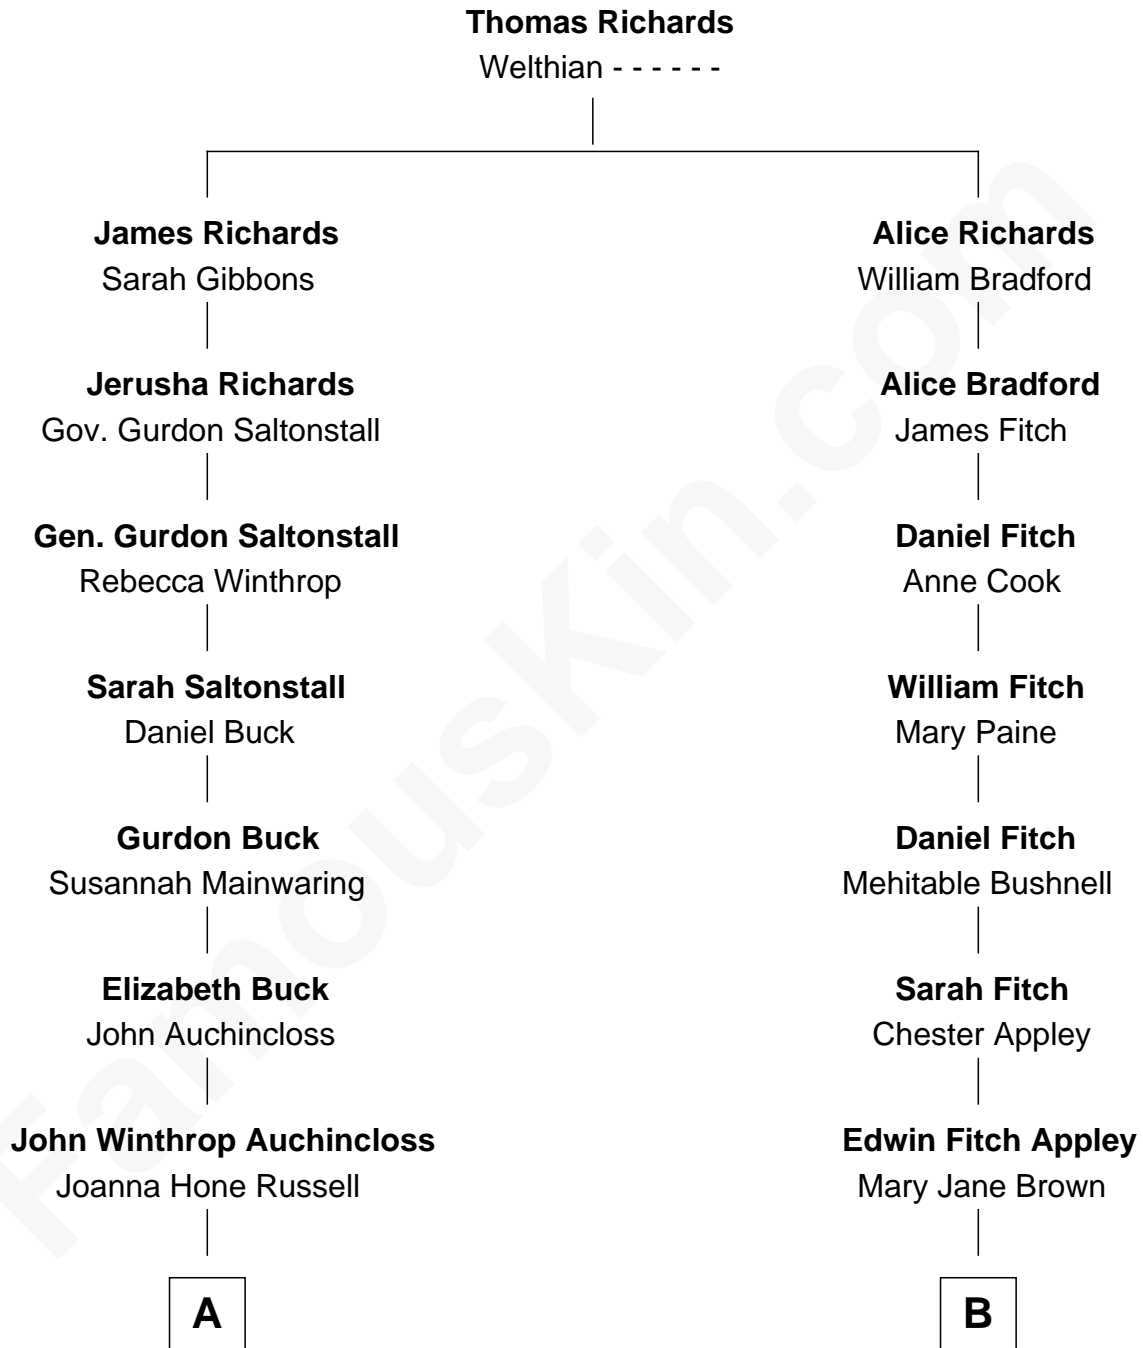 Thomas Richards
Welthian - - - - - -
James Richards
Sarah Gibbons
Alice Richards
William Bradford
Jerusha Richards
Gov. Gurdon Saltonstall
Alice Bradford
James Fitch
Gen. Gurdon Saltonstall
Rebecca Winthrop
Daniel Fitch
Anne Cook
Sarah Saltonstall
Daniel Buck
William Fitch
Mary Paine
Gurdon Buck
Susannah Mainwaring
Daniel Fitch
Mehitable Bushnell
Elizabeth Buck
John Auchincloss
Sarah Fitch
Chester Appley
John Winthrop Auchincloss
Joanna Hone Russell
Edwin Fitch Appley
Mary Jane Brown
A
B
FamousKin.com